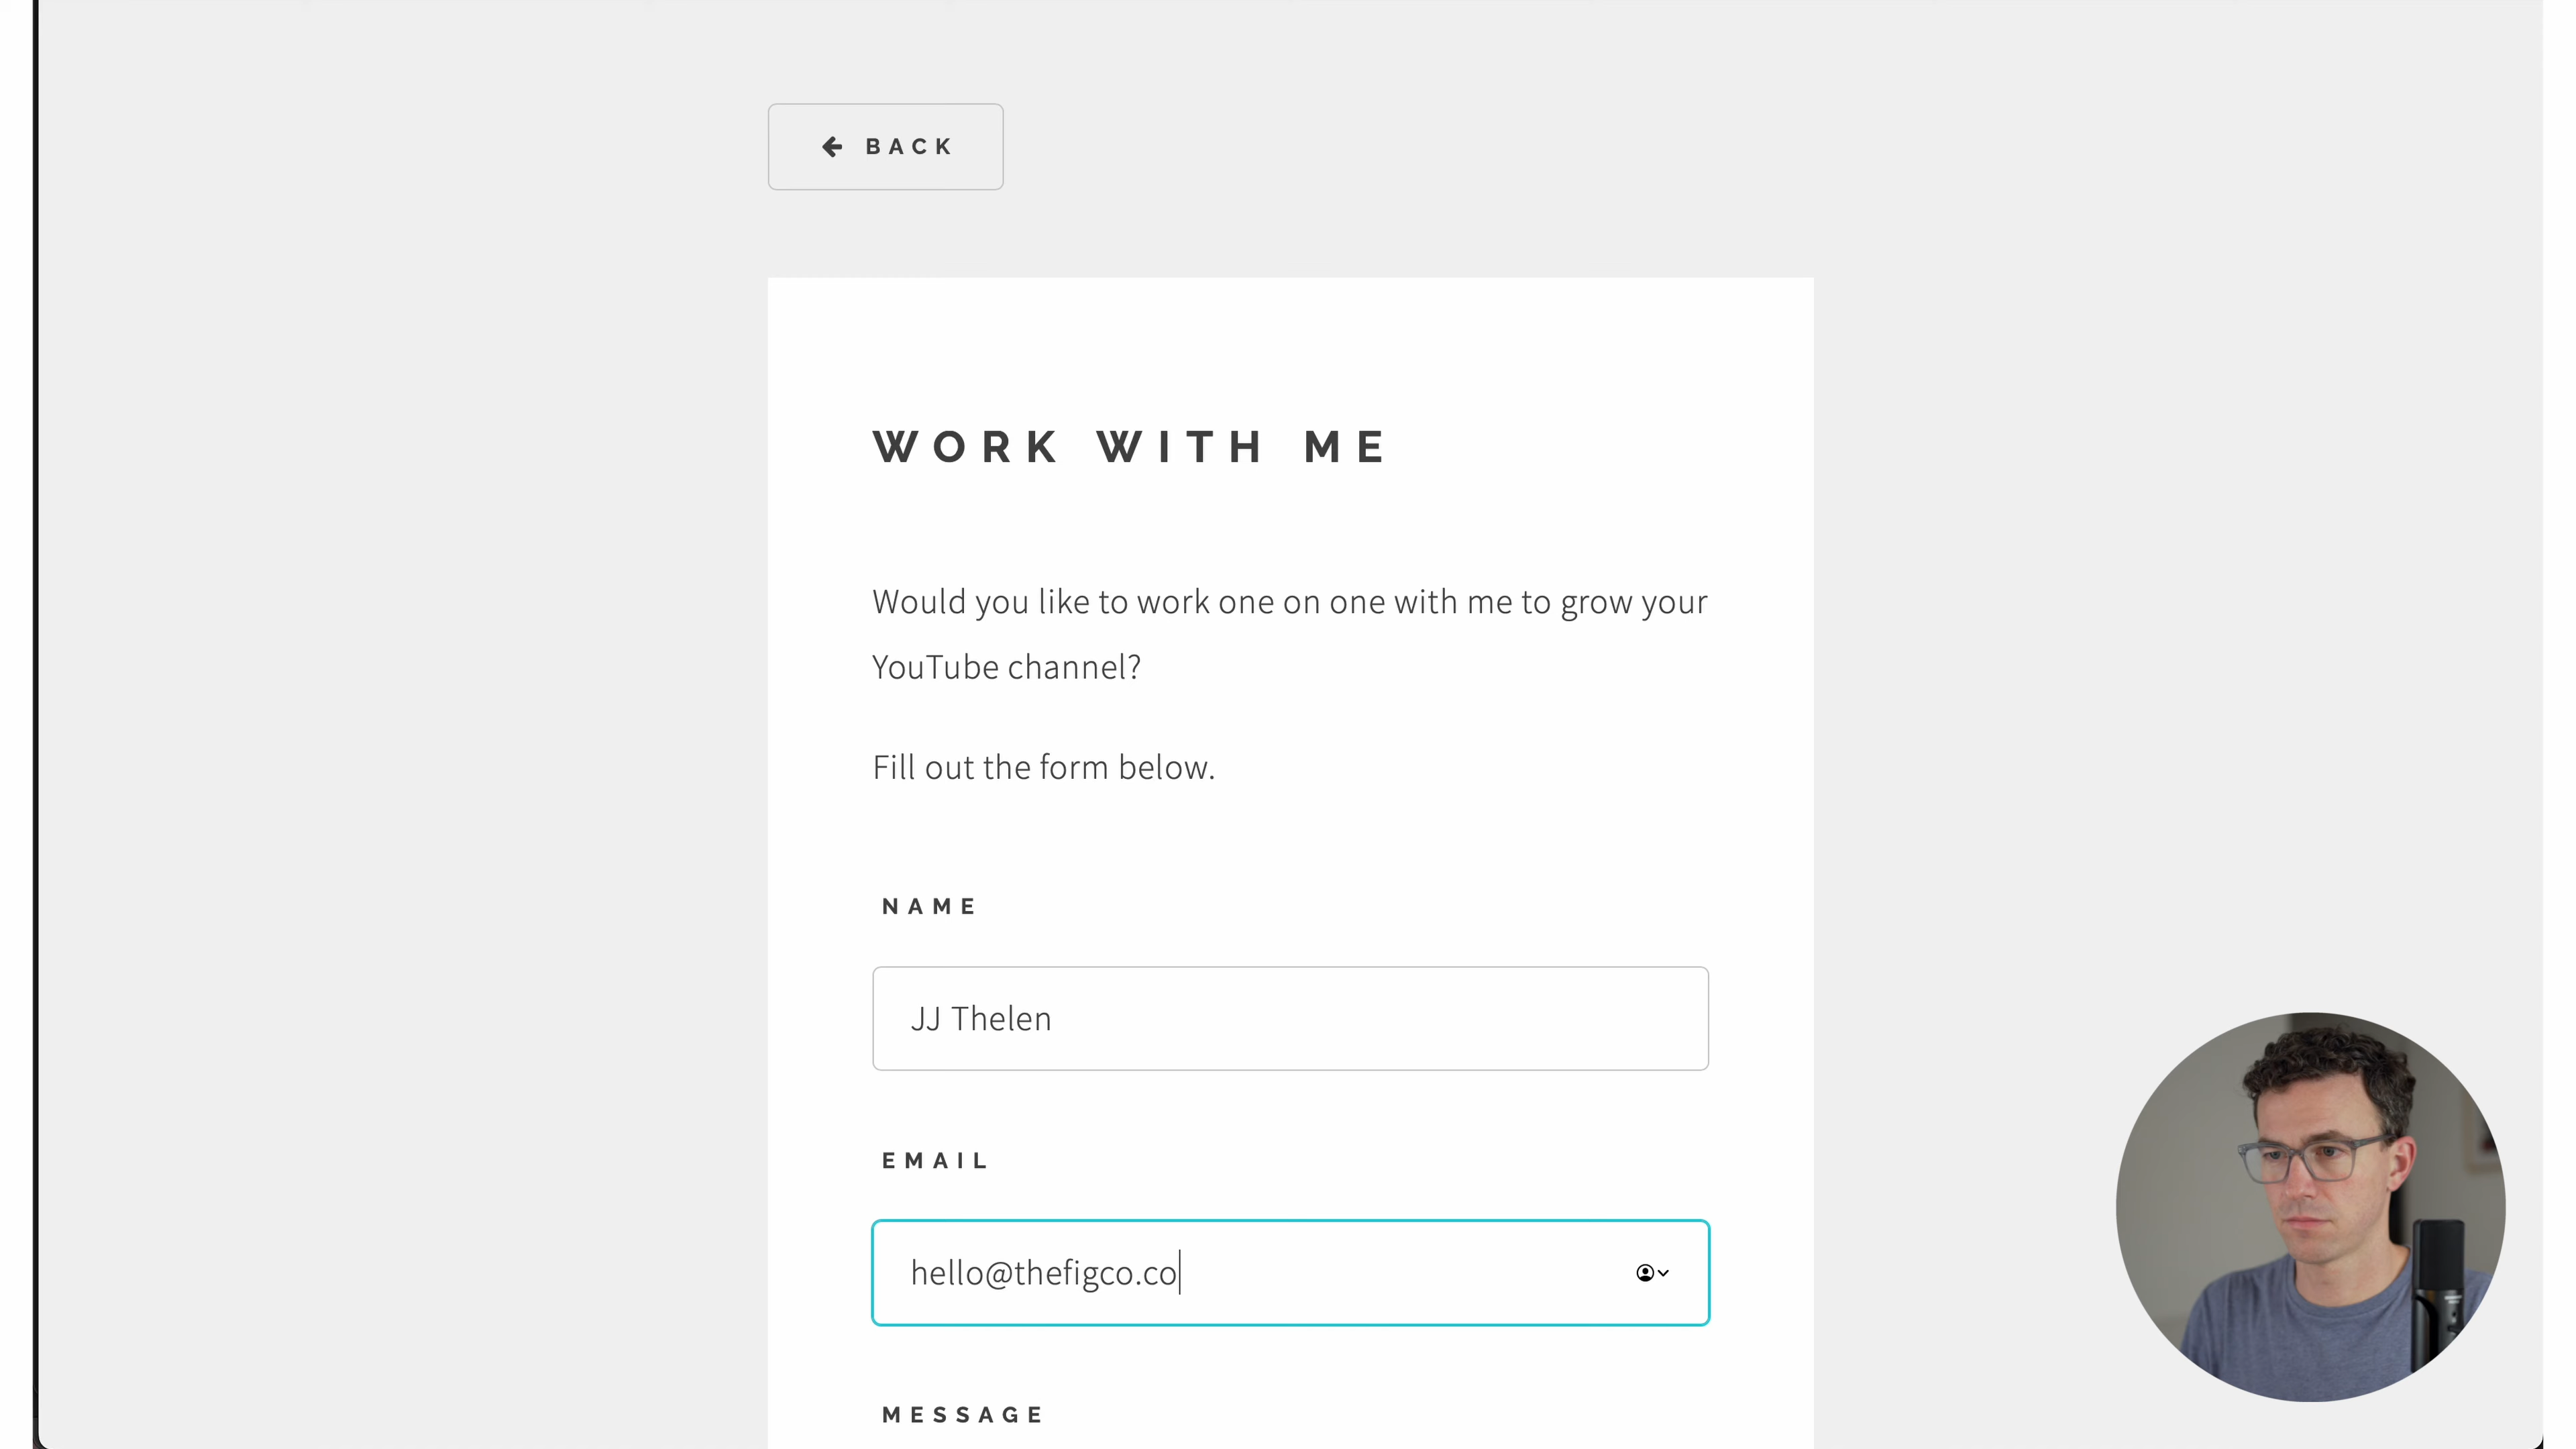 BACK
WORK WITH ME
Would you like to work one on one with me to grow your
YouTube channel?
Fill out the form below.
NAME
JJ Thelen
EMAIL
hello@thefigco.co
MESSAGE